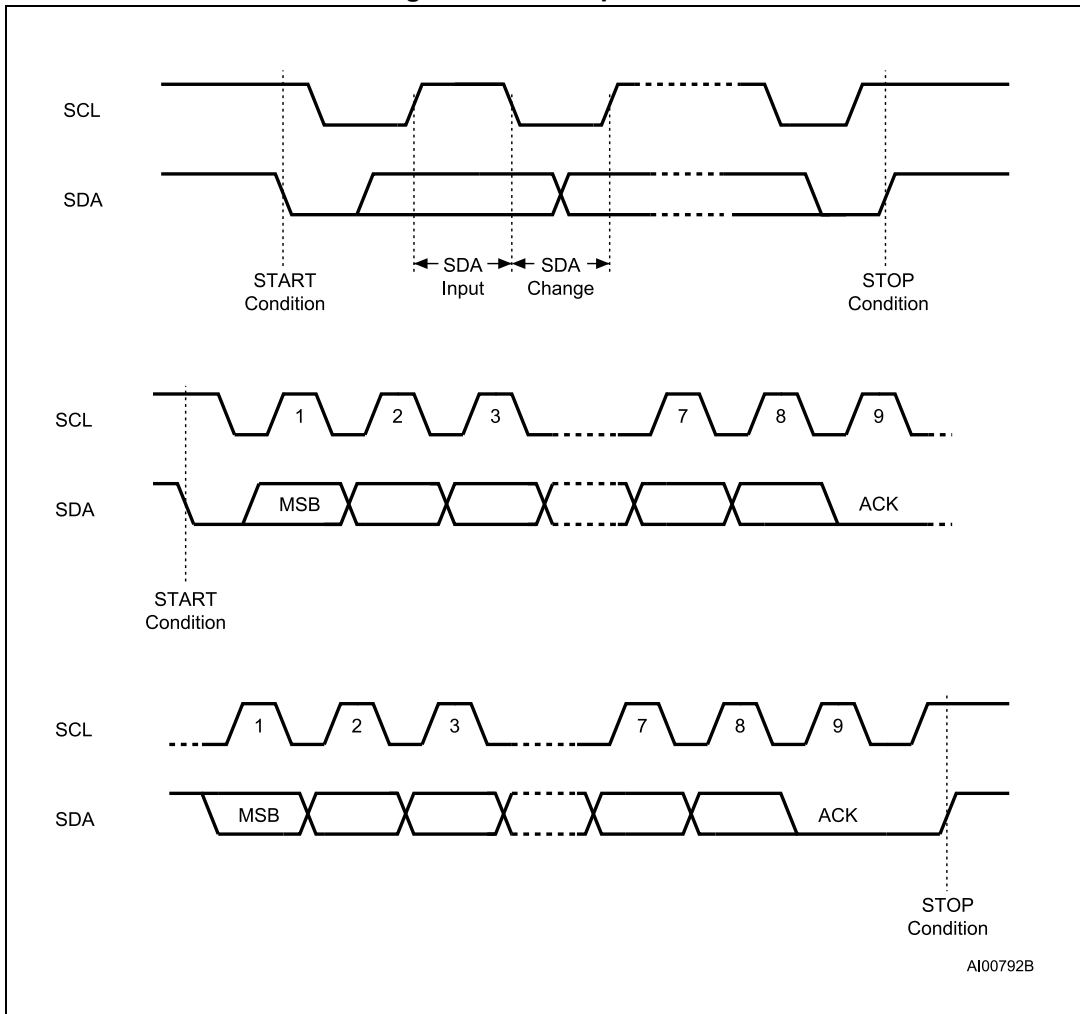 SCL
SDA
START
Condition
SDA
Input
SDA
Change
STOP
Condition
SCL
1 2 3 7 8 9
SDA
MSB
ACK
START
Condition
SCL
1 2 3 7 8 9
SDA
MSB
ACK
STOP
Condition
AI00792B